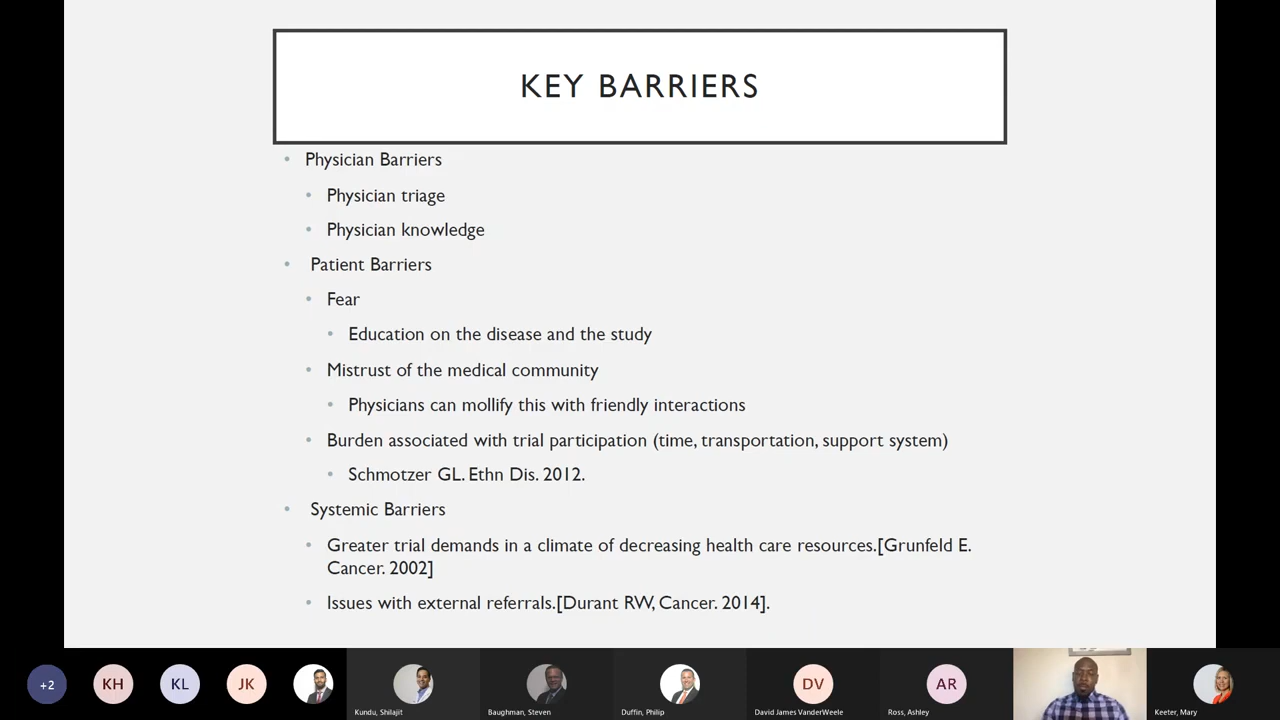 KEY BARRIERS
Physician Barriers
Physician triage
Physician knowledge
Patient Barriers
Fear
Education on the disease and the study
Mistrust of the medical community
Physicians can mollify this with friendly interactions
Burden associated with trial participation (time, transportation, support system)
Schmotzer GL. Ethn Dis. 2012.
Systemic Barriers
Greater trial demands in a climate of decreasing health care resources.[Grunfeld E.
Cancer. 2002]
Issues with external referrals.[Durant RW, Cancer. 2014].
+2
KH
KL
JK
DV
AR
Kundu, Shilajit
Baughman, Steven
Duffin, Philip
David James VanderWeele
Ross, Ashley
Keeter, Mary